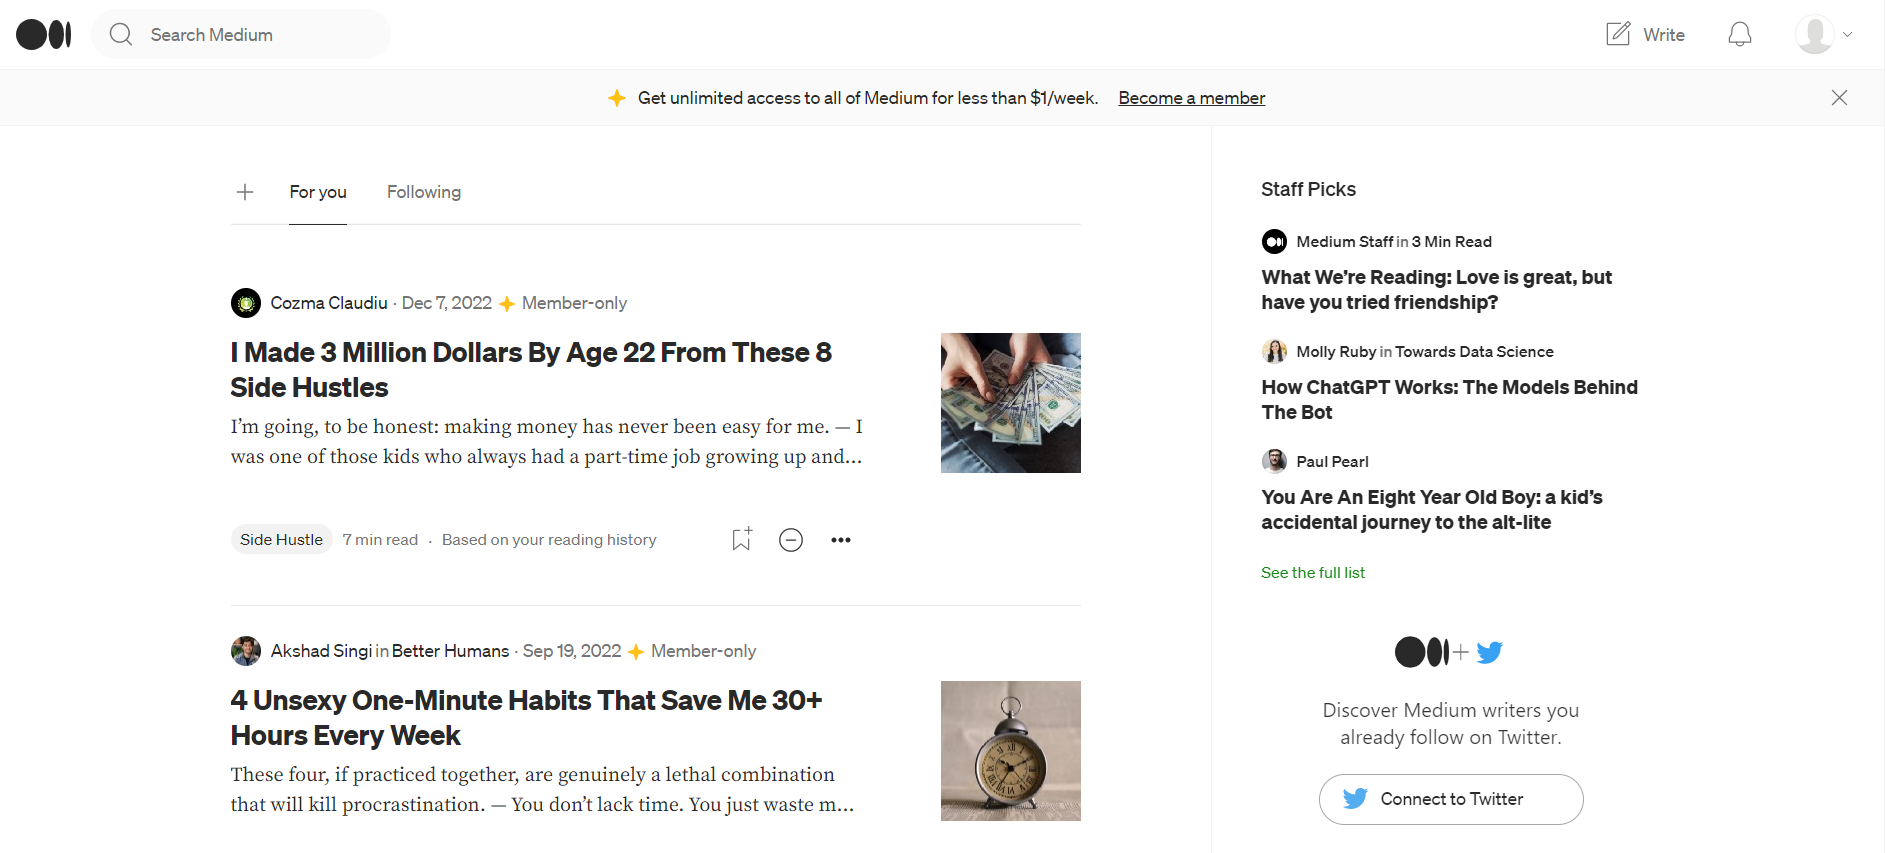 Search Medium
Write
Get unlimited access to all of Medium for less than $1/week. Become a member
For you Following
Cozma Claudiu · Dec 7, 2022 Member-only
I Made 3 Million Dollars By Age 22 From These 8
Side Hustles
I’m going, to be honest: making money has never been easy for me. — I
was one of those kids who always had a part-time job growing up and…
Side Hustle 7 min read · Based on your reading history
Akshad Singi in Better Humans · Sep 19, 2022 Member-only
4 Unsexy One-Minute Habits That Save Me 30+
Hours Every Week
These four, if practiced together, are genuinely a lethal combination
that will kill procrastination. — You don’t lack time. You just waste m…
Staff Picks
Medium Staff in 3 Min Read
What We’re Reading: Love is great, but
have you tried friendship?
Molly Ruby in Towards Data Science
How ChatGPT Works: The Models Behind
The Bot
Paul Pearl
You Are An Eight Year Old Boy: a kid’s
accidental journey to the alt-lite
See the full list
Discover Medium writers you
already follow on Twitter.
Connect to Twitter